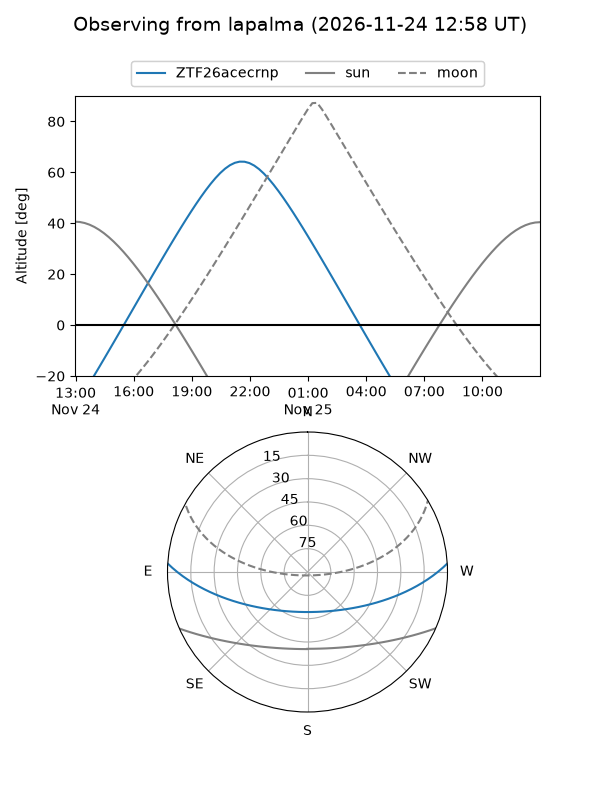 Observing from lapalma (2026-11-24 12:58 UT)
ZTF26acecrnp sun moon
Altitude [deg]
80
60
40
20
0
−20
13:00 16:00 19:00 22:00 01:00 04:00 07:00 10:00
Nov 24 Nov 25
N
NE NW
15
30
45
60
75
E W
SE SW
S